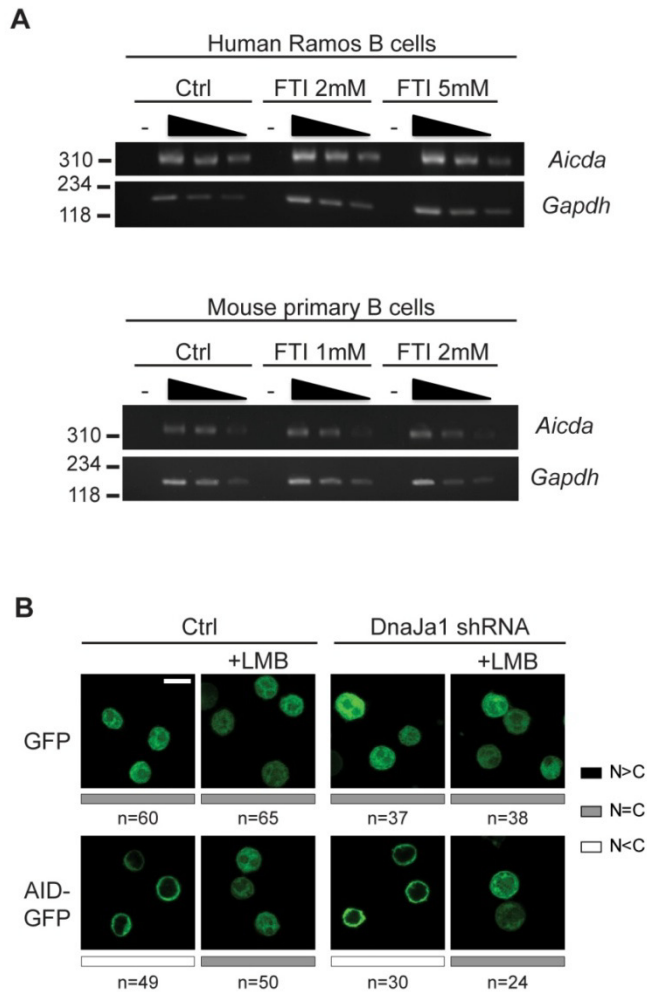 A
Human Ramos B cells
Ctrl FTI 2mM FTI 5mM
- - -
310 Aicda
234
118 Gapdh
Mouse primary B cells
Ctrl FTI 1mM FTI 2mM
- - -
310 Aicda
234
118 Gapdh
B
Ctrl DnaJa1 shRNA
+LMB +LMB
GFP
n=60 n=65 n=37 n=38
N>C
N=C
N<C
AID-
GFP
n=49 n=50 n=30 n=24